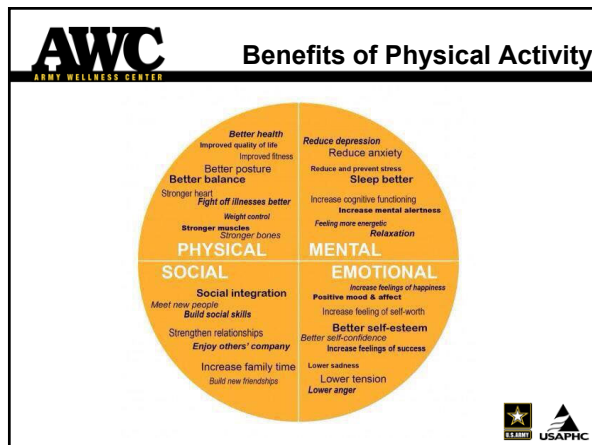 AWC
ARMY WELLNESS CENTER
Benefits of Physical Activity
Better health
Improved quality of life
Improved fitness
Better posture
Better balance
Stronger heart
Fight off illnesses better
Weight control
Stronger muscles
Stronger bones
PHYSICAL
Reduce depression
Reduce anxiety
Reduce and prevent stress
Sleep better
Increase cognitive functioning
Increase mental alertness
Feeling more energetic
Relaxation
MENTAL
SOCIAL
Social integration
Meet new people
Build social skills
Strengthen relationships
Enjoy others' company
Increase family time
Build new friendships
EMOTIONAL
Increase feelings of happiness
Positive mood & affect
Increase feeling of self-worth
Better self-esteem
Better self-confidence
Increase feelings of success
Lower sadness
Lower tension
Lower anger
U.S.ARMY
USAPHC